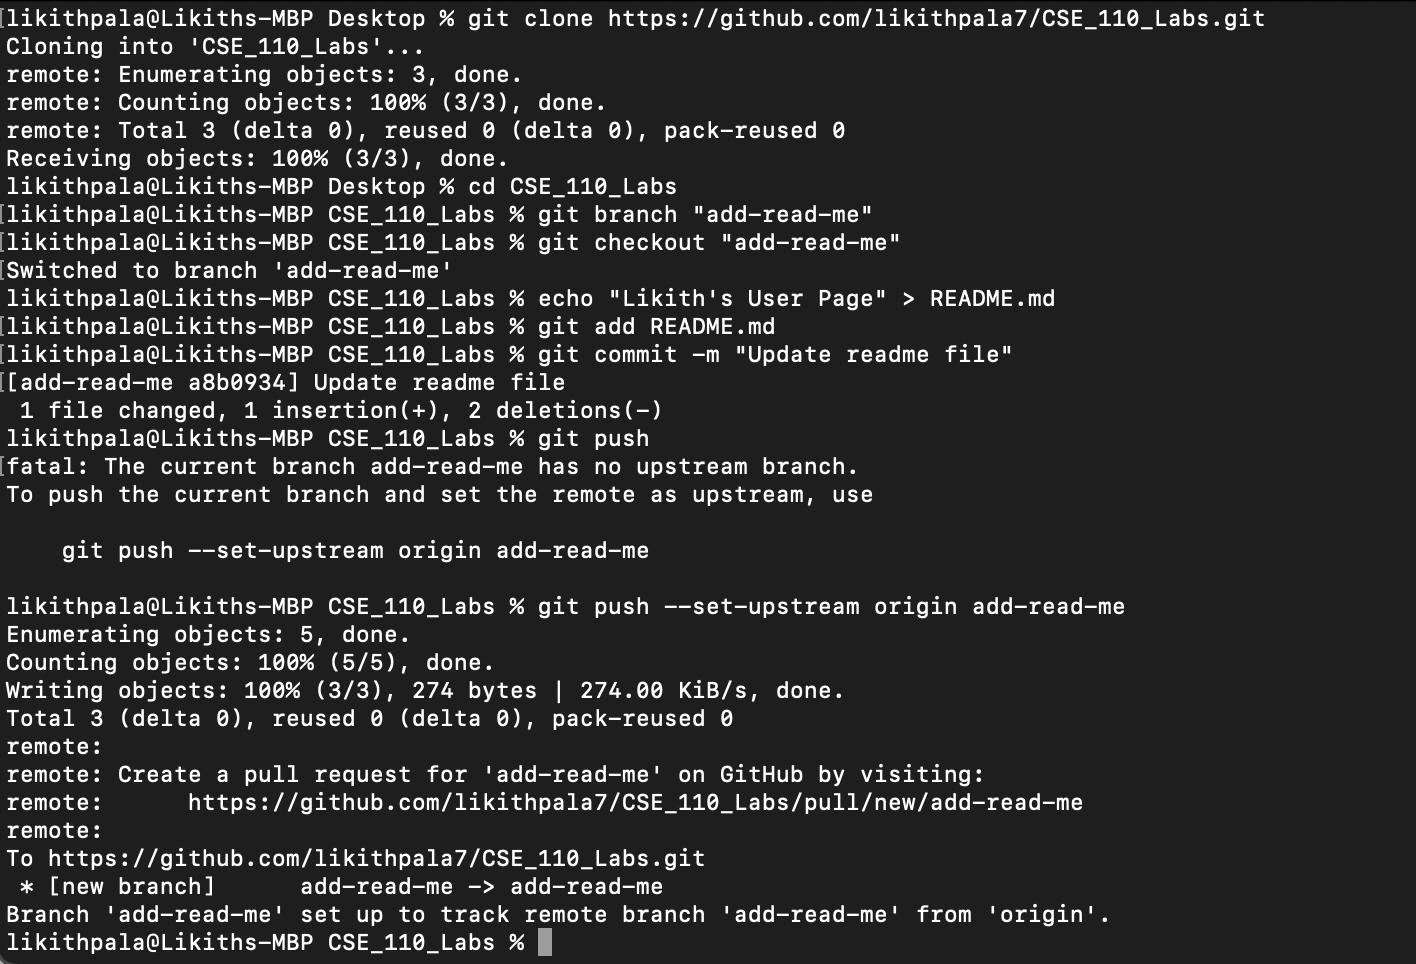 [likithpala@Likiths-MBP Desktop % git clone https://github.com/likithpala7/CSE_110_Labs.git
Cloning into 'CSE_110_Labs'...
remote: Enumerating objects: 3, done.
remote: Counting objects: 100% (3/3), done.
remote: Total 3 (delta 0), reused 0 (delta 0), pack-reused 0
Receiving objects: 100% (3/3), done.
likithpala@Likiths-MBP Desktop % cd CSE_110_Labs
[likithpala@Likiths-MBP CSE_110_Labs % git branch "add-read-me"
[likithpala@Likiths-MBP CSE_110_Labs % git checkout "add-read-me"
[Switched to branch 'add-read-me'
likithpala@Likiths-MBP CSE_110_Labs % echo "Likith's User Page" > README.md
[likithpala@Likiths-MBP CSE_110_Labs % git add README.md
[likithpala@Likiths-MBP CSE_110_Labs % git commit -m "Update readme file"
[[add-read-me a8b0934] Update readme file
 1 file changed, 1 insertion(+), 2 deletions(-)
likithpala@Likiths-MBP CSE_110_Labs % git push
[fatal: The current branch add-read-me has no upstream branch.
To push the current branch and set the remote as upstream, use

    git push --set-upstream origin add-read-me

likithpala@Likiths-MBP CSE_110_Labs % git push --set-upstream origin add-read-me
Enumerating objects: 5, done.
Counting objects: 100% (5/5), done.
Writing objects: 100% (3/3), 274 bytes | 274.00 KiB/s, done.
Total 3 (delta 0), reused 0 (delta 0), pack-reused 0
remote:
remote: Create a pull request for 'add-read-me' on GitHub by visiting:
remote:      https://github.com/likithpala7/CSE_110_Labs/pull/new/add-read-me
remote:
To https://github.com/likithpala7/CSE_110_Labs.git
 * [new branch]      add-read-me -> add-read-me
Branch 'add-read-me' set up to track remote branch 'add-read-me' from 'origin'.
likithpala@Likiths-MBP CSE_110_Labs %